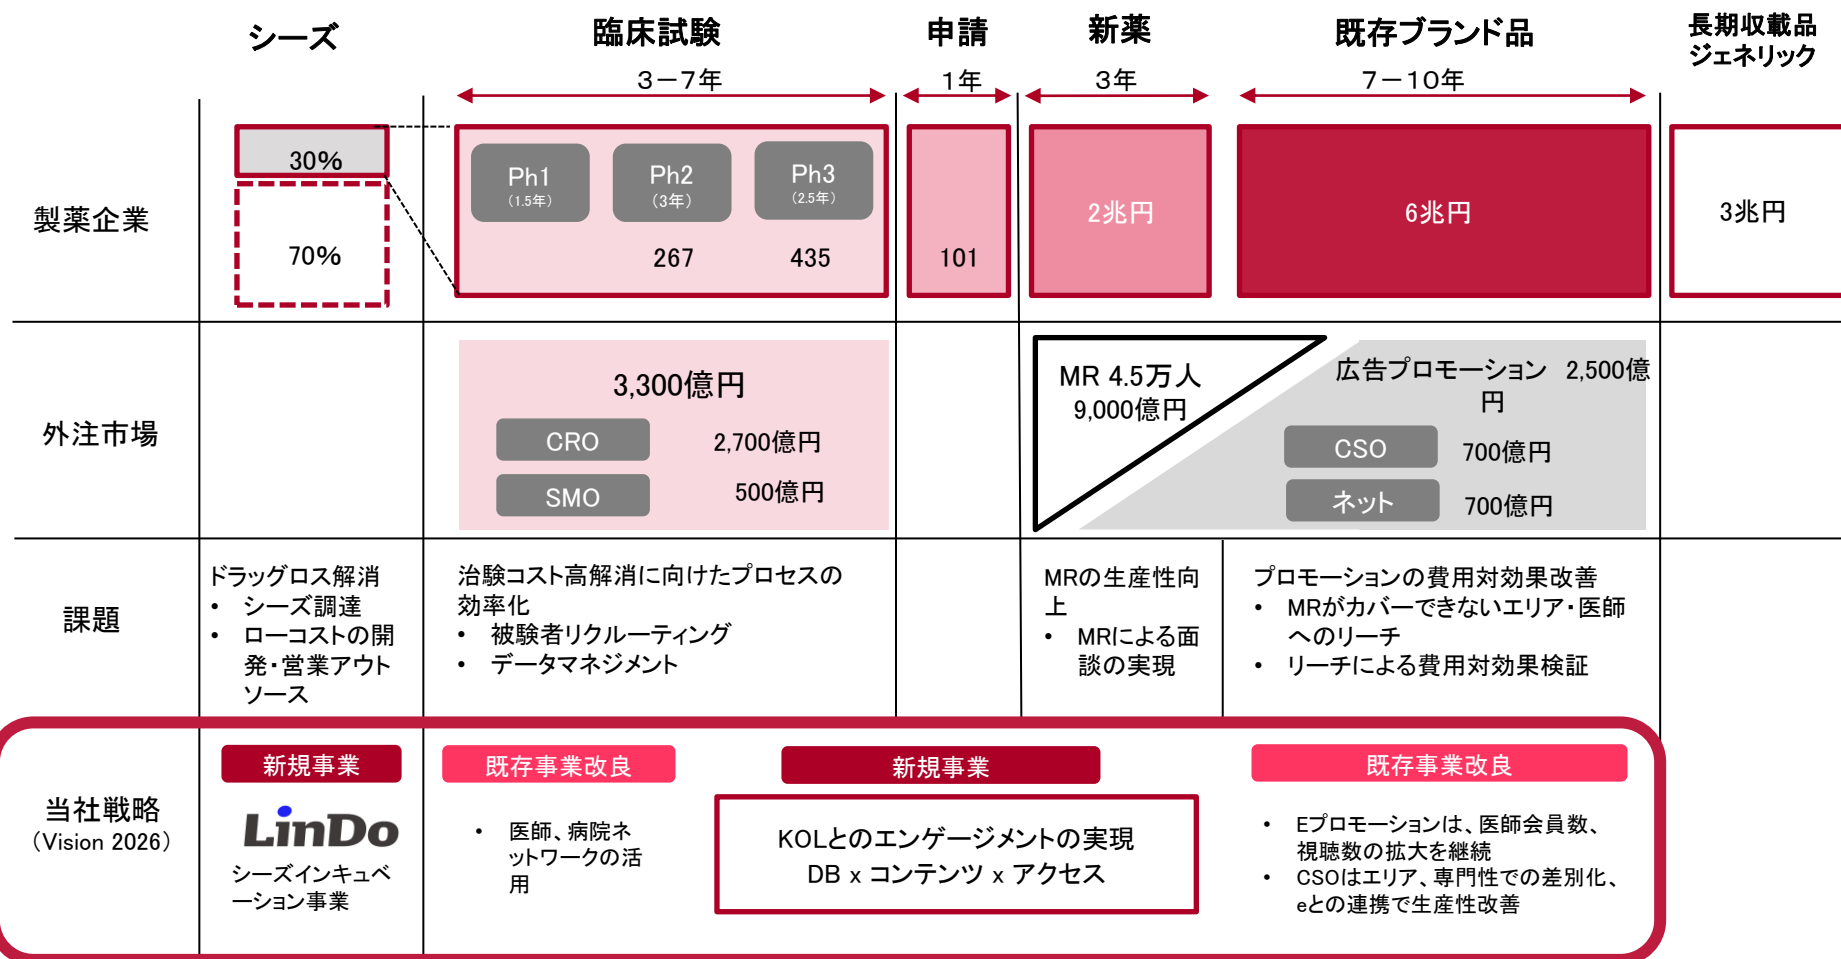 シーズ
臨床試験
申請
新薬
既存ブランド品
長期収載品
ジェネリック
3－7年
1年
3年
7－10年
製薬企業
30%
70%
Ph1
(1.5年)
Ph2
(3年)
Ph3
(2.5年)
267
435
101
2兆円
6兆円
3兆円
外注市場
3,300億円
CRO
2,700億円
SMO
500億円
MR 4.5万人
9,000億円
広告プロモーション 2,500億
円
CSO
700億円
ネット
700億円
課題
ドラッグロス解消
• シーズ調達
• ローコストの開
発・営業アウト
ソース
治験コスト高解消に向けたプロセスの
効率化
• 被験者リクルーティング
• データマネジメント
MRの生産性向
上
• MRによる面
談の実現
プロモーションの費用対効果改善
• MRがカバーできないエリア・医師
へのリーチ
• リーチによる費用対効果検証
当社戦略
(Vision 2026)
新規事業
LinDo
シーズインキュベ
ーション事業
既存事業改良
• 医師、病院ネ
ットワークの活
用
新規事業
KOLとのエンゲージメントの実現
DB x コンテンツ x アクセス
既存事業改良
• Eプロモーションは、医師会員数、
視聴数の拡大を継続
• CSOはエリア、専門性での差別化、
eとの連携で生産性改善